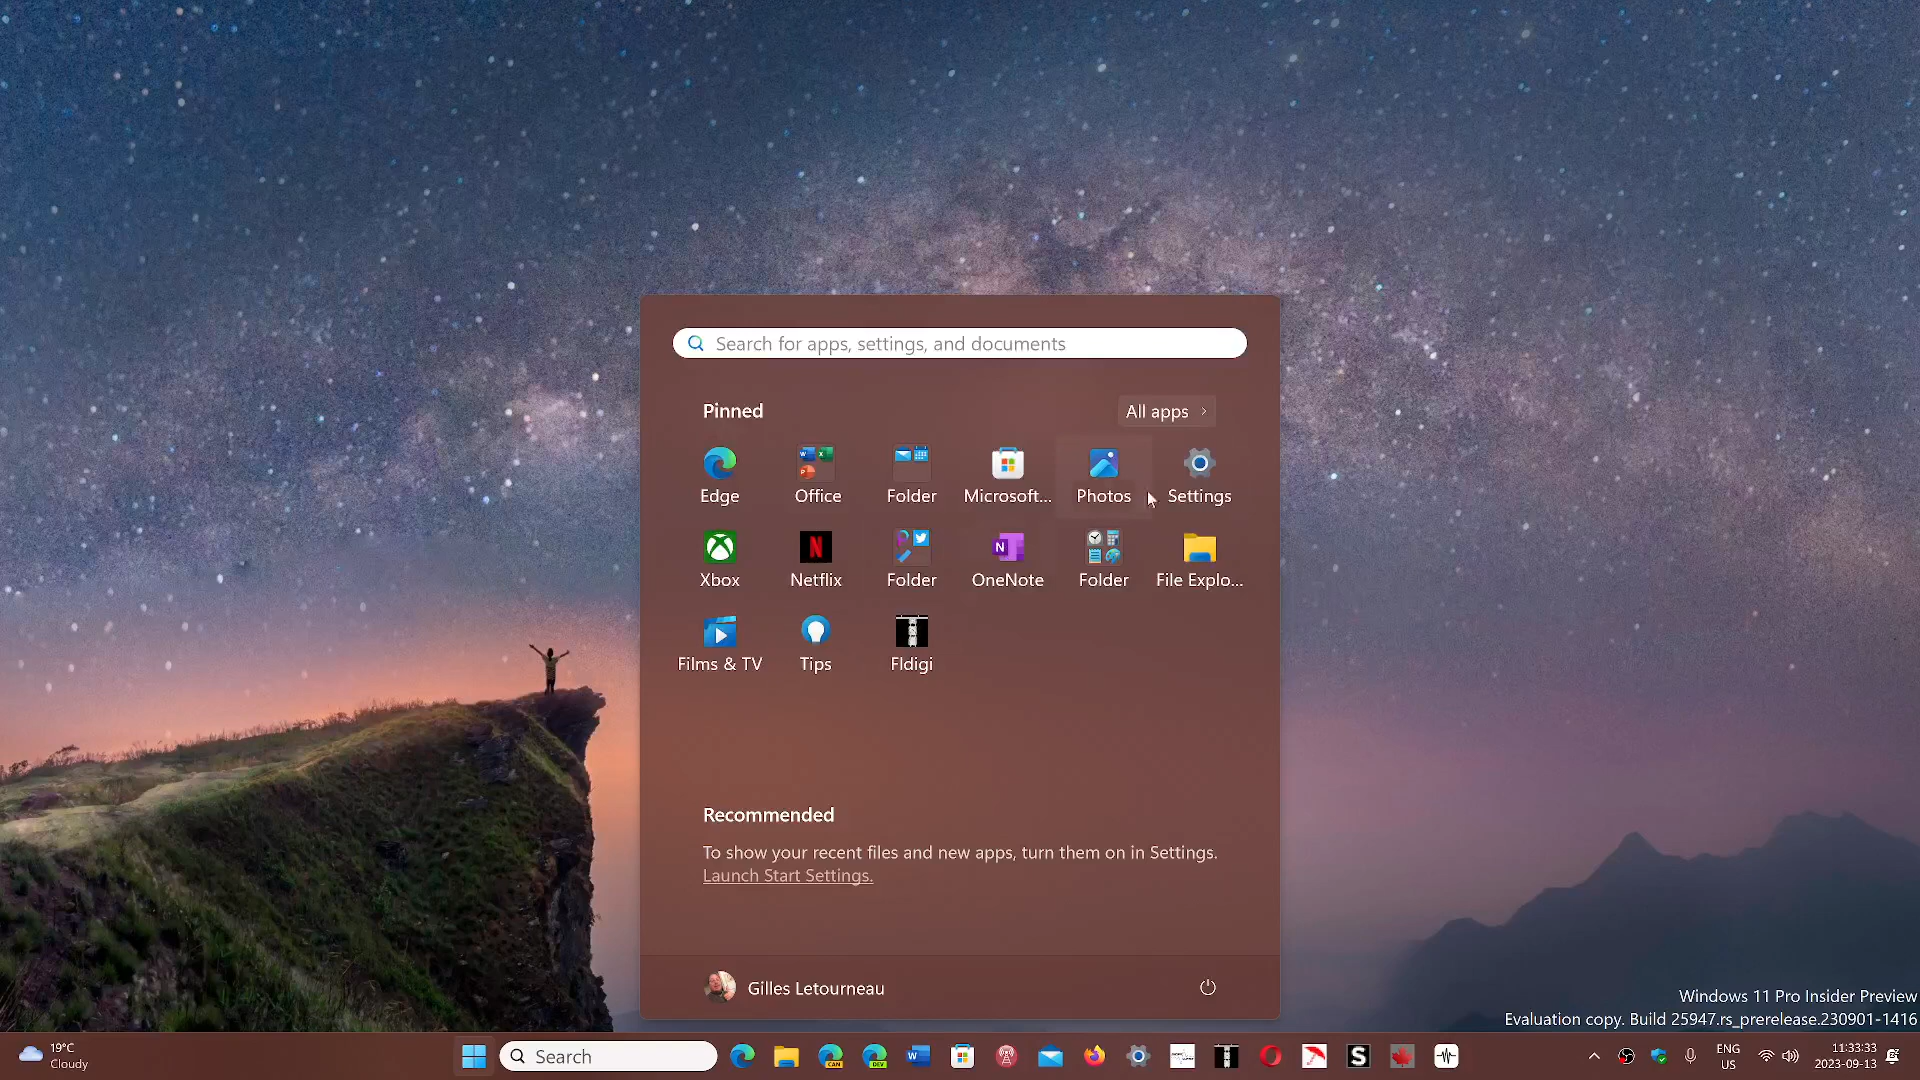 Search for apps, settings, and documents
Pinned
All apps
Edge
Office
Folder
Microsoft...
Photos
Settings
Xbox
Netflix
Folder
OneNote
Folder
File Explo...
Films & TV
Tips
Fldigi
Recommended
To show your recent files and new apps, turn them on in Settings.
Launch Start Settings.
Gilles Letourneau
Windows 11 Pro Insider Preview
Evaluation copy. Build 25947.rs_prerelease.230901-1416
19°C
Cloudy
Search
CAN
DEV
ENG
US
11:33:33
2023-09-13